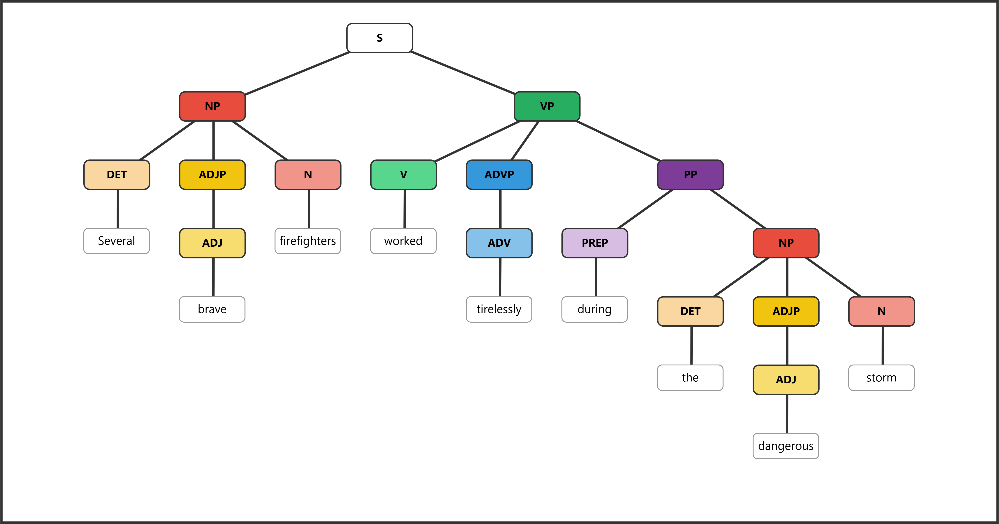 S
NP VP
DET ADJP N V ADVP PP
Several ADJ firefighters worked ADV PREP NP
brave tirelessly during DET ADJP N
the ADJ storm
dangerous